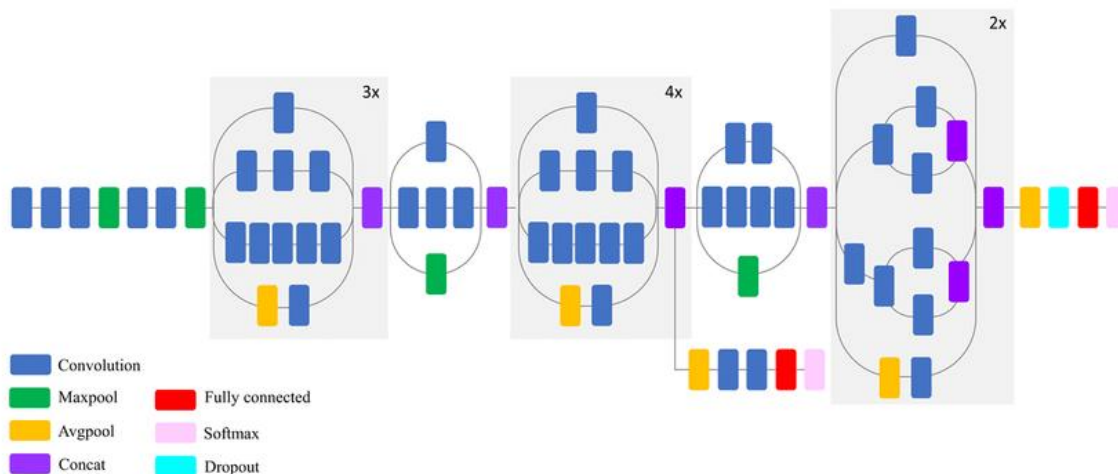 2x
3x
4x
Convolution
Maxpool
Fully connected
Avgpool
Softmax
Concat
Dropout